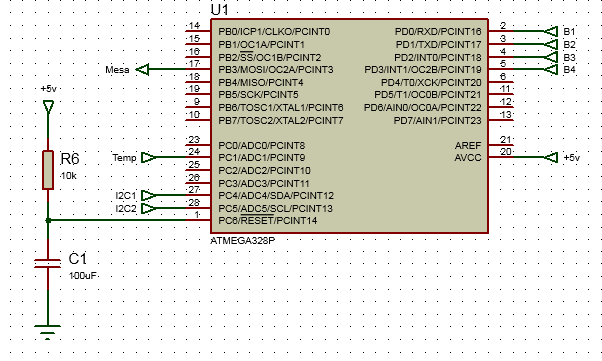 U1
14 PB0/ICP1/CLKO/PCINT0 PD0/RXD/PCINT16 2 B1
15 PB1/OC1A/PCINT1 PD1/TXD/PCINT17 3 B2
16 PB2/SS/OC1B/PCINT2 PD2/INT0/PCINT18 4 B3
Mesa 17 PB3/MOSI/OC2A/PCINT3 PD3/INT1/OC2B/PCINT19 5 B4
18 PB4/MISO/PCINT4 PD4/T0/XCK/PCINT20 6
19 PB5/SCK/PCINT5 PD5/T1/OC0B/PCINT21 11
9 PB6/TOSC1/XTAL1/PCINT6 PD6/AIN0/OC0A/PCINT22 12
10 PB7/TOSC2/XTAL2/PCINT7 PD7/AIN1/PCINT23 13
+5v
23 PC0/ADC0/PCINT8 AREF 21
Temp 24 PC1/ADC1/PCINT9 AVCC 20 +5v
25 PC2/ADC2/PCINT10
26 PC3/ADC3/PCINT11
I2C1 27 PC4/ADC4/SDA/PCINT12
I2C2 28 PC5/ADC5/SCL/PCINT13
1 PC6/RESET/PCINT14
R6
10k
ATMEGA328P
C1
100uF